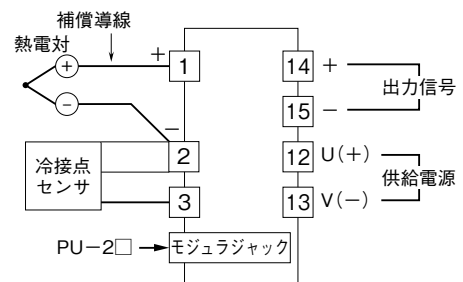 補償導線
熱電対
+
+
1
−
−
2
冷接点
センサ
3
14 +
出力信号
15 −
12 U(+)
供給電源
13 V(−)
PU−2□
モジュラジャック